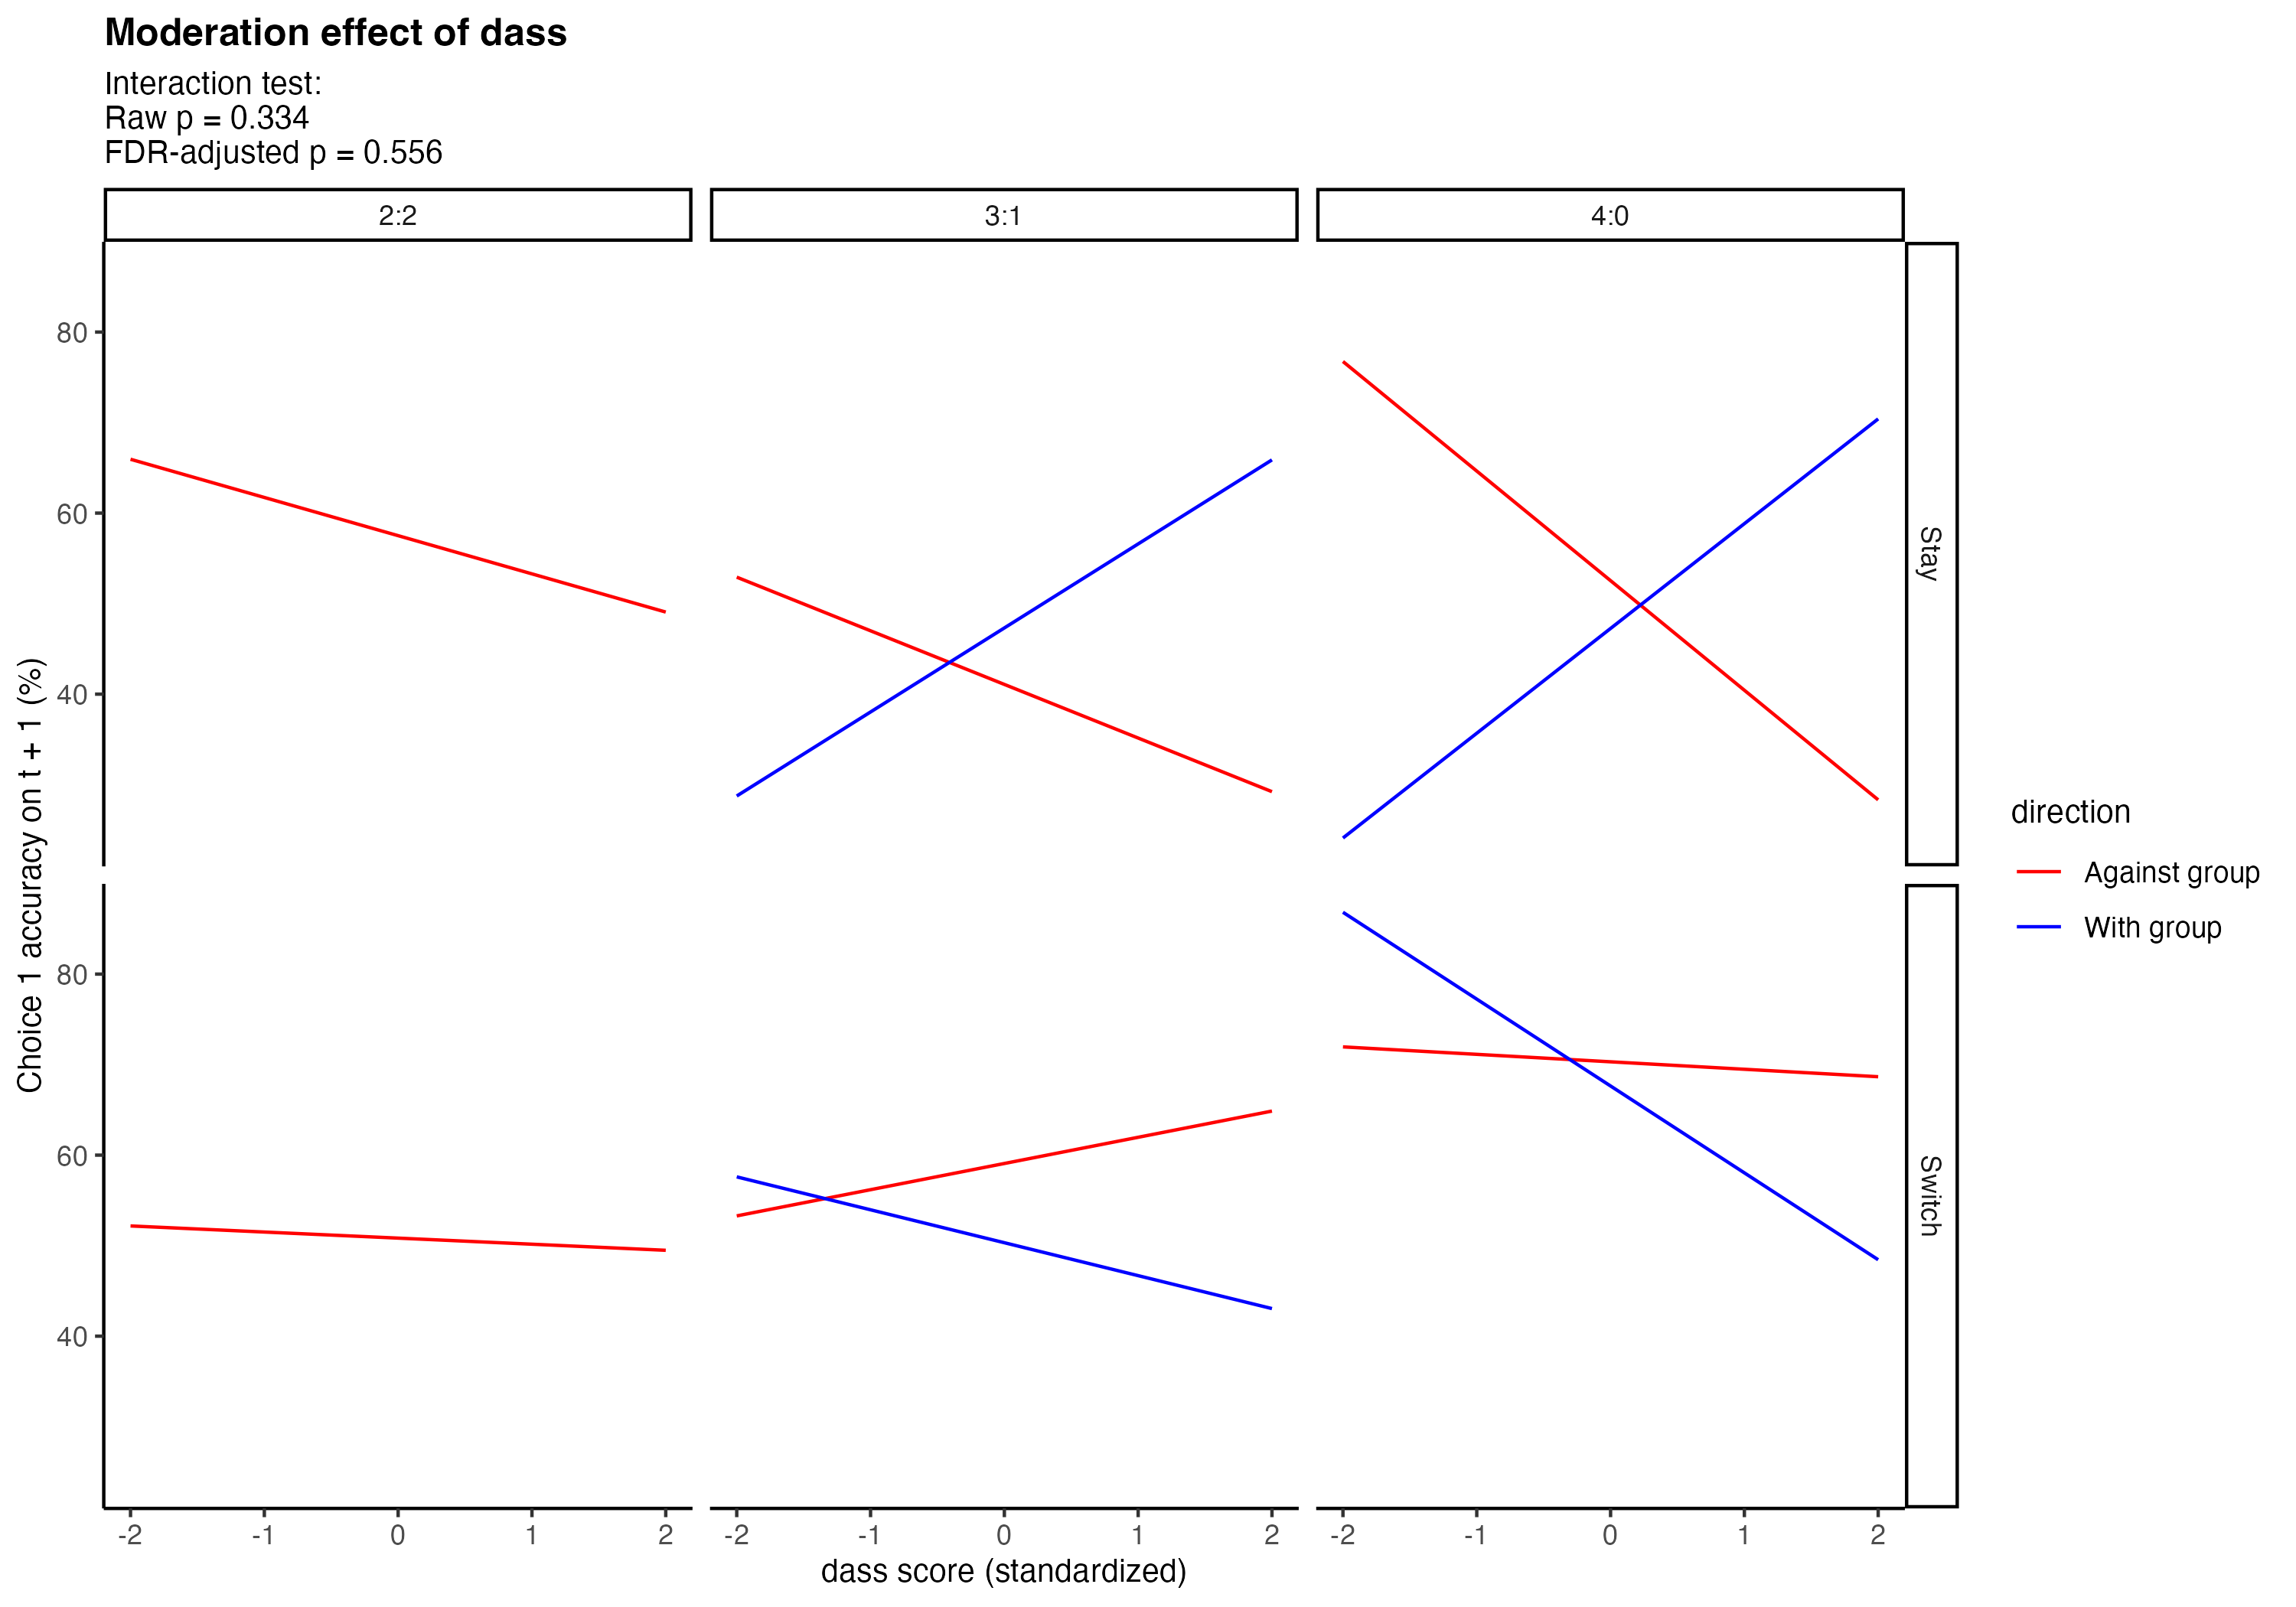 Moderation effect of dass
Interaction test:
Raw p = 0.334
FDR-adjusted p = 0.556
2:2
3:1
4:0
80
60
40
Stay
80
60
40
Switch
Choice 1 accuracy on t + 1 (%)
-2 -1 0 1 2
-2 -1 0 1 2
-2 -1 0 1 2
dass score (standardized)
direction
Against group
With group